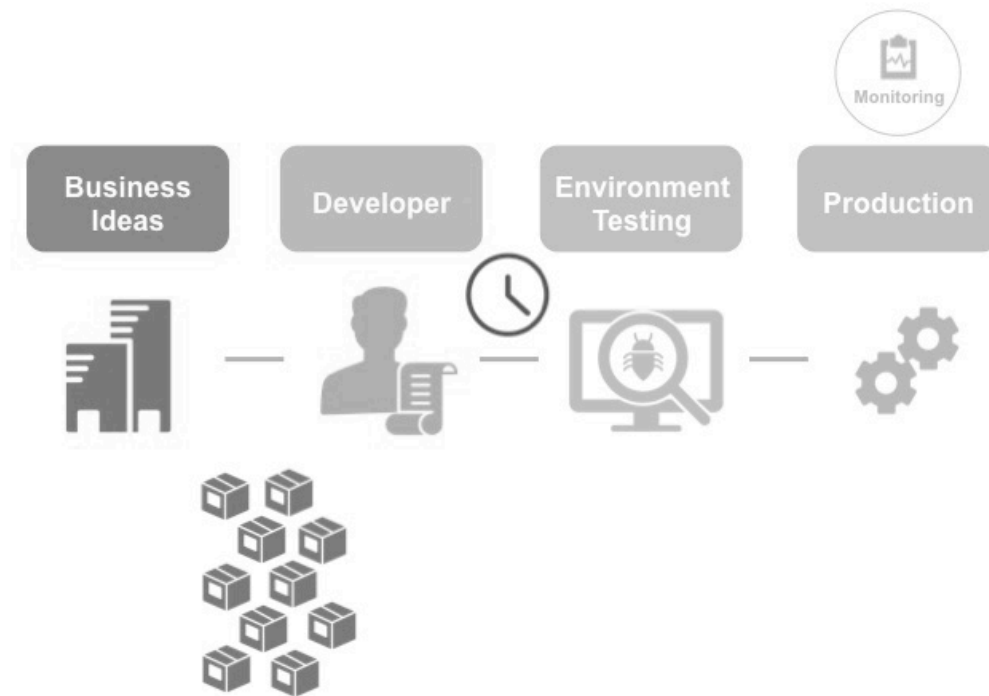 Monitoring
Business
Ideas
Developer
Environment
Testing
Production